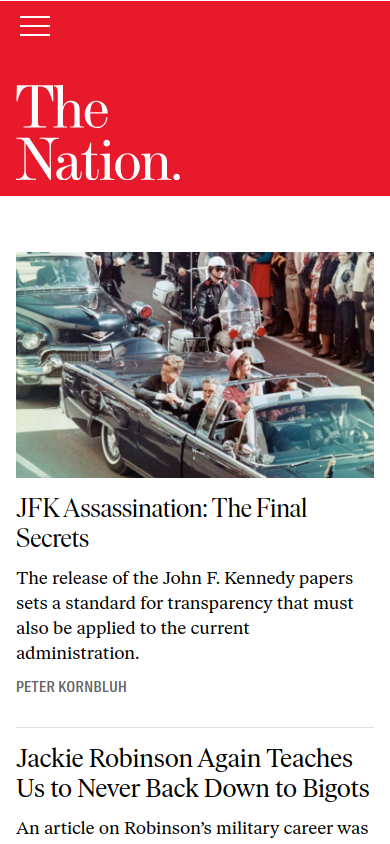 The
Nation.
JFK Assassination: The Final
Secrets
The release of the John F. Kennedy papers
sets a standard for transparency that must
also be applied to the current
administration.
PETER KORNBLUH
Jackie Robinson Again Teaches
Us to Never Back Down to Bigots
An article on Robinson's military career was